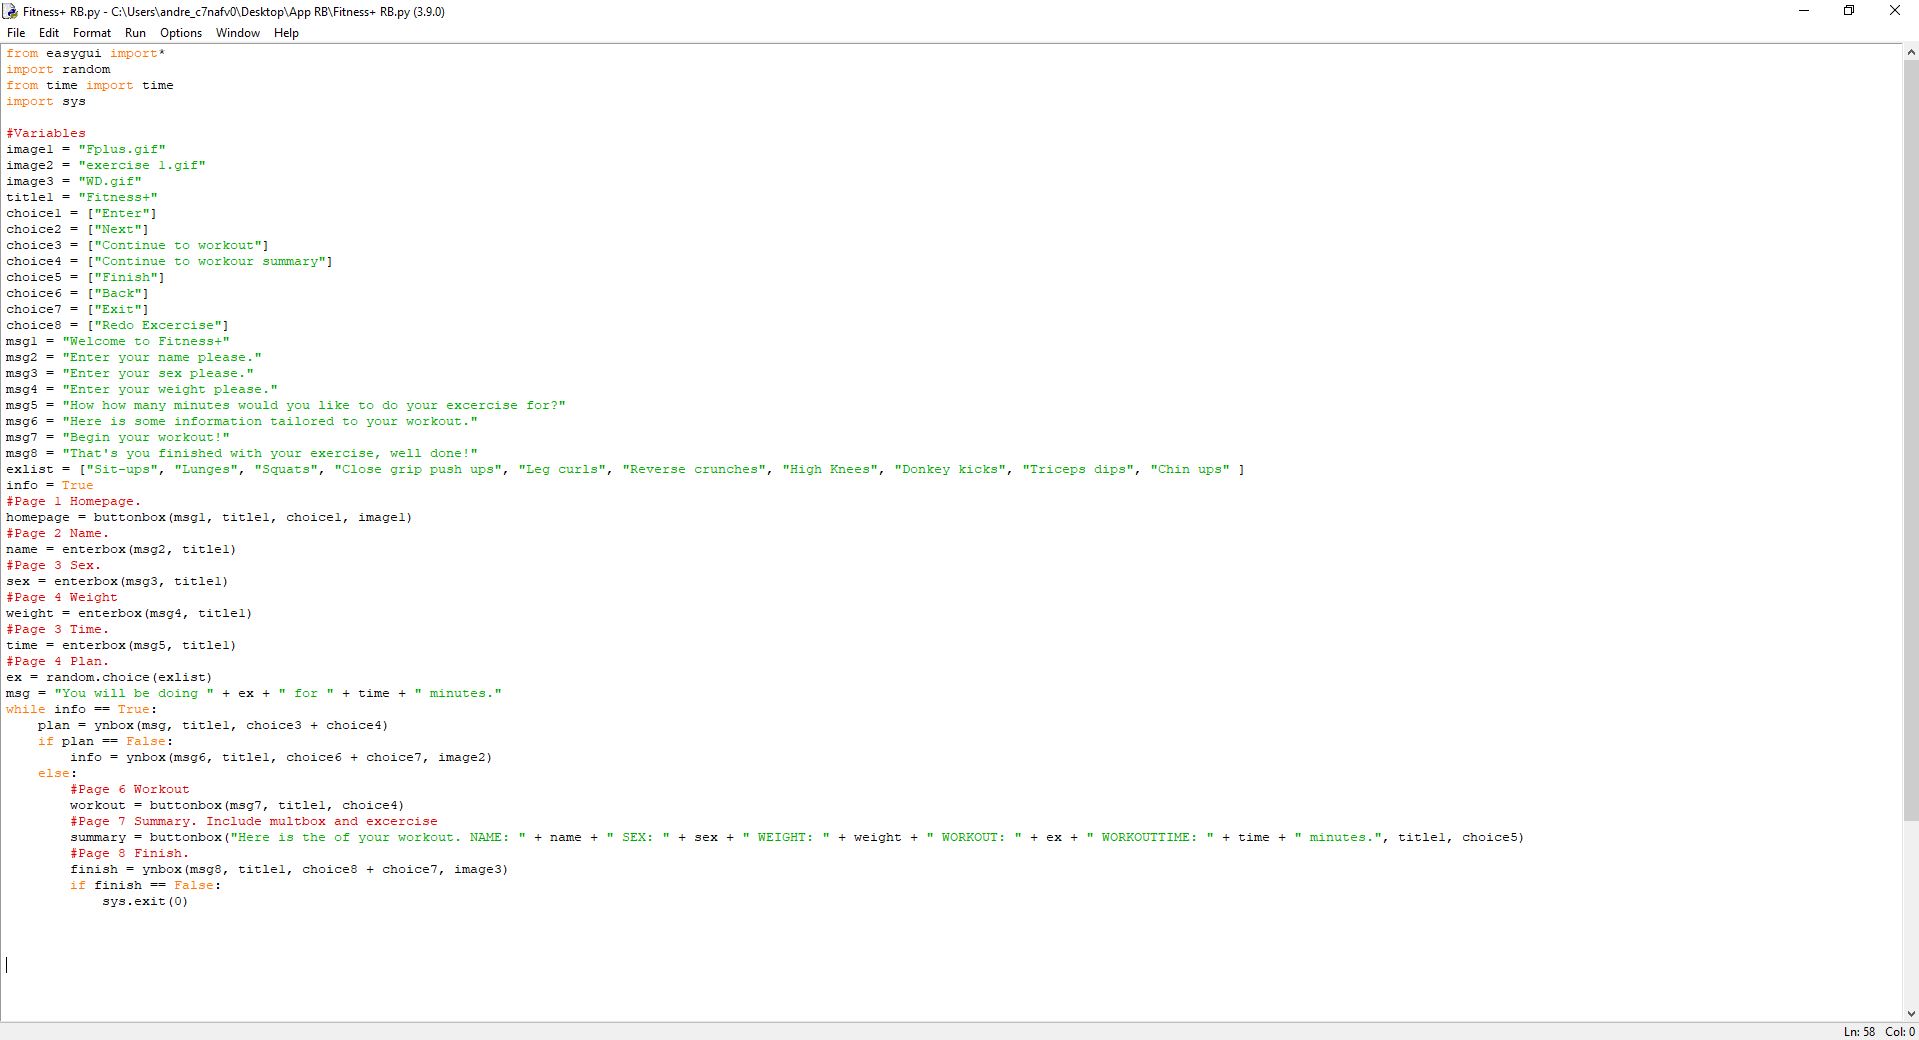 Fitness+ RB.py - C:\Users\andre_c7nafv0\Desktop\App RB\Fitness+ RB.py (3.9.0)
File Edit Format Run Options Window Help
from easygui import*
import random
from time import time
import sys
#Variables
image1 = "Fplus.gif"
image2 = "exercise 1.gif"
image3 = "WD.gif"
title1 = "Fitness+"
choice1 = ["Enter"]
choice2 = ["Next"]
choice3 = ["Continue to workout"]
choice4 = ["Continue to workour summary"]
choice5 = ["Finish"]
choice6 = ["Back"]
choice7 = ["Exit"]
choice8 = ["Redo Excercise"]
msg1 = "Welcome to Fitness+"
msg2 = "Enter your name please."
msg3 = "Enter your sex please."
msg4 = "Enter your weight please."
msg5 = "How how many minutes would you like to do your excercise for?"
msg6 = "Here is some information tailored to your workout."
msg7 = "Begin your workout!"
msg8 = "That's you finished with your exercise, well done!"
exlist = ["Sit-ups", "Lunges", "Squats", "Close grip push ups", "Leg curls", "Reverse crunches", "High Knees", "Donkey kicks", "Triceps dips", "Chin ups" ]
info = True
#Page 1 Homepage.
homepage = buttonbox(msg1, title1, choice1, image1)
#Page 2 Name.
name = enterbox(msg2, title1)
#Page 3 Sex.
sex = enterbox(msg3, title1)
#Page 4 Weight
weight = enterbox(msg4, title1)
#Page 3 Time.
time = enterbox(msg5, title1)
#Page 4 Plan.
ex = random.choice(exlist)
msg = "You will be doing " + ex + " for " + time + " minutes."
while info == True:
    plan = ynbox(msg, title1, choice3 + choice4)
    if plan == False:
        info = ynbox(msg6, title1, choice6 + choice7, image2)
    else:
        #Page 6 Workout
        workout = buttonbox(msg7, title1, choice4)
        #Page 7 Summary. Include multbox and excercise
        summary = buttonbox("Here is the of your workout. NAME: " + name + " SEX: " + sex + " WEIGHT: " + weight + " WORKOUT: " + ex + " WORKOUTTIME: " + time + " minutes.", title1, choice5)
        #Page 8 Finish.
        finish = ynbox(msg8, title1, choice8 + choice7, image3)
        if finish == False:
            sys.exit(0)
Ln: 58 Col: 0